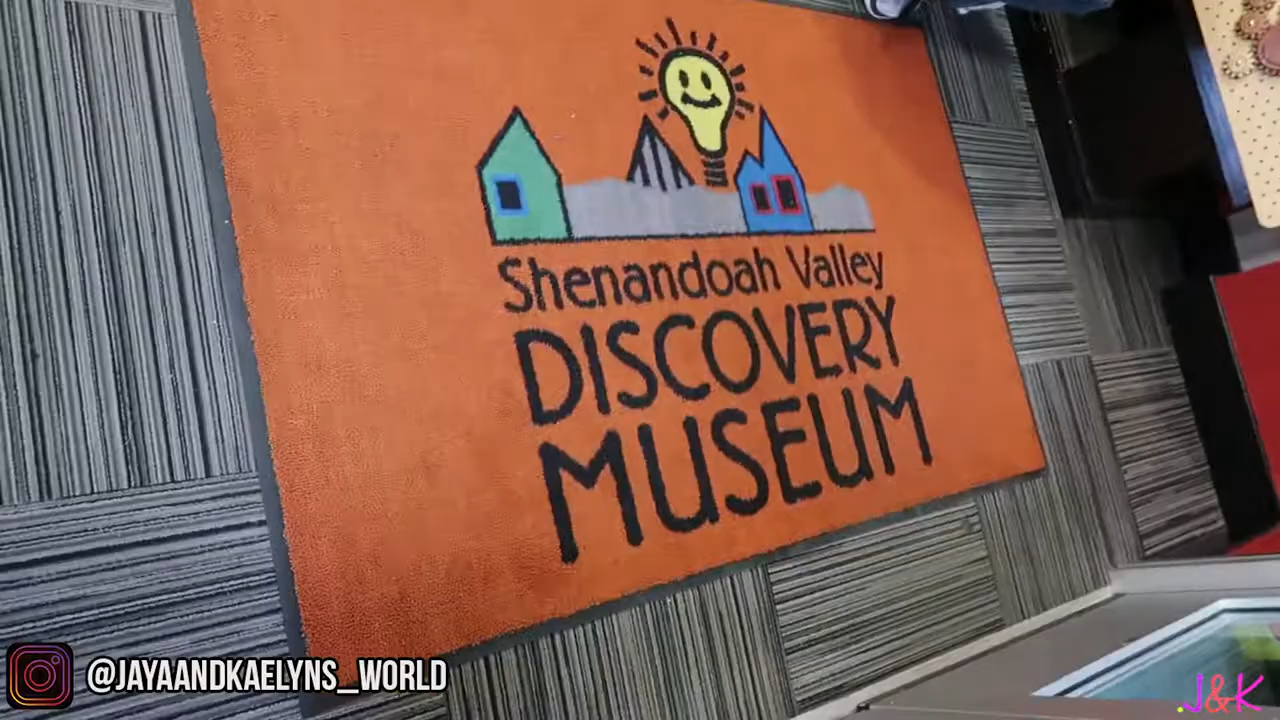 Shenandoah Valley
DISCOVERY
MUSEUM
@JAYAANDKAELYNS_WORLD
J&K